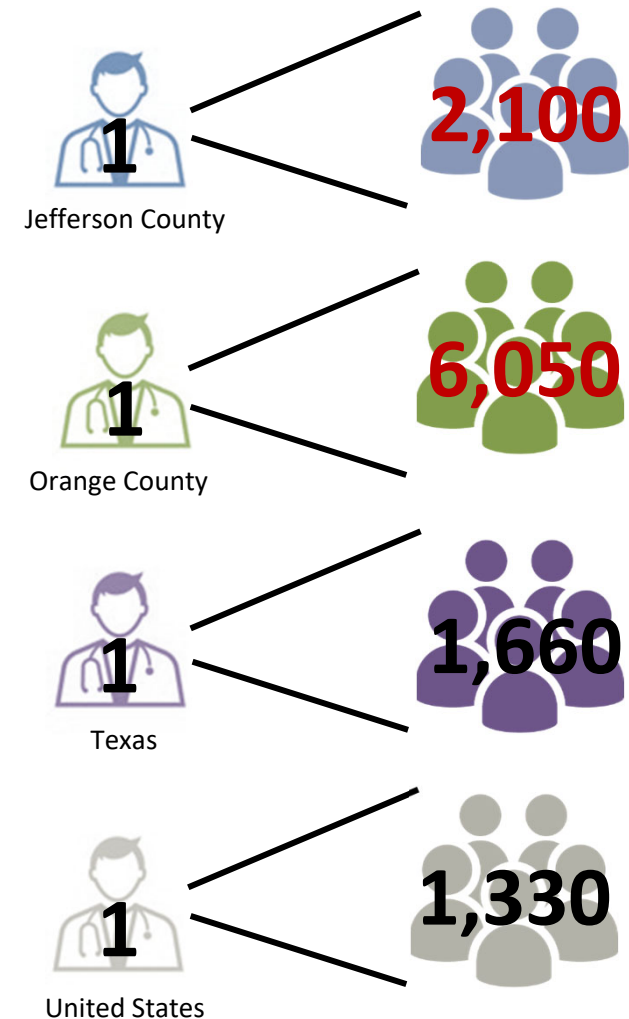 1
2,100
Jefferson County
1
6,050
Orange County
1
1,660
Texas
1
1,330
United States